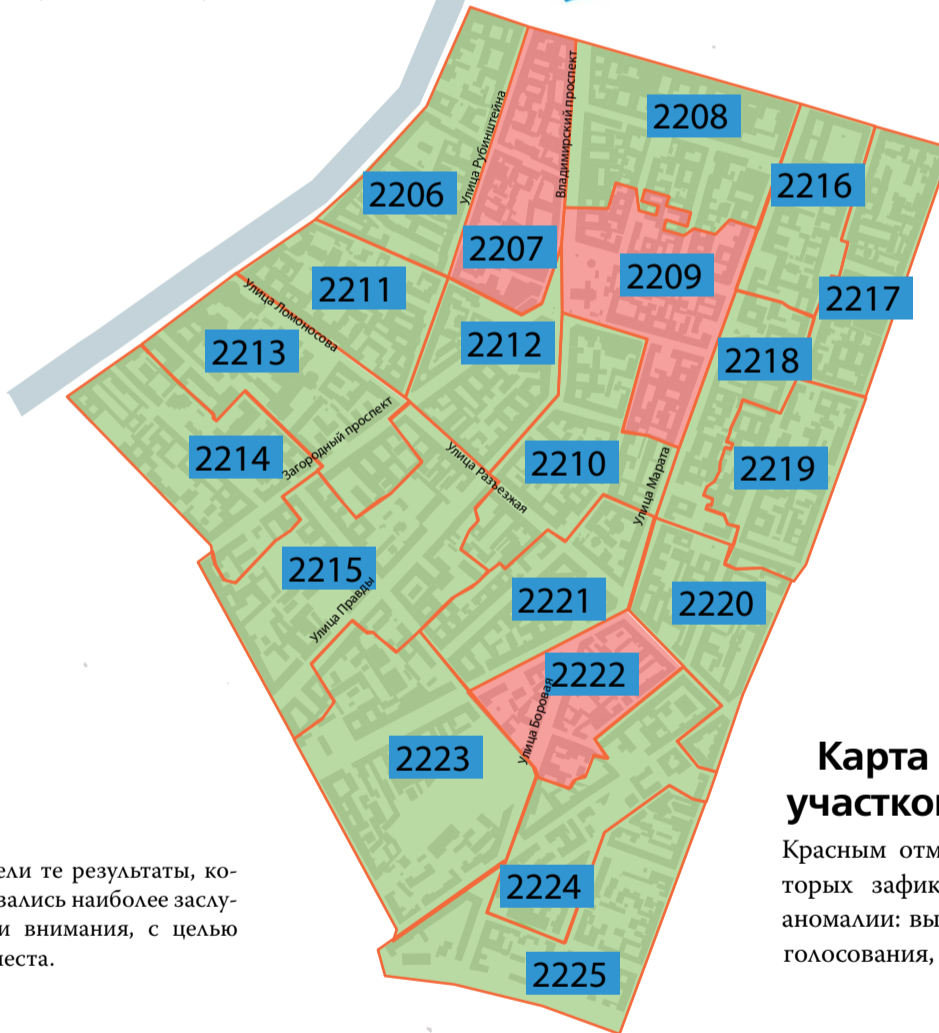 2208
Улица Рубинштейна
Владимирский проспект
2206
2216
2207
2209
2211
2217
Улица Ломоносова
2213
2212
2218
Загородный проспект
2214
2210
2219
Улица Разъезжая
Улица Марата
2215
Улица Правды
2221
2220
2222
Улица Боровая
2223
Карта
участко
Красным отм
торых зафик
аномалии: вы
голосования,
ели те результаты, ко-
вались наиболее заслу-
и внимания, с целью
места.
2224
2225